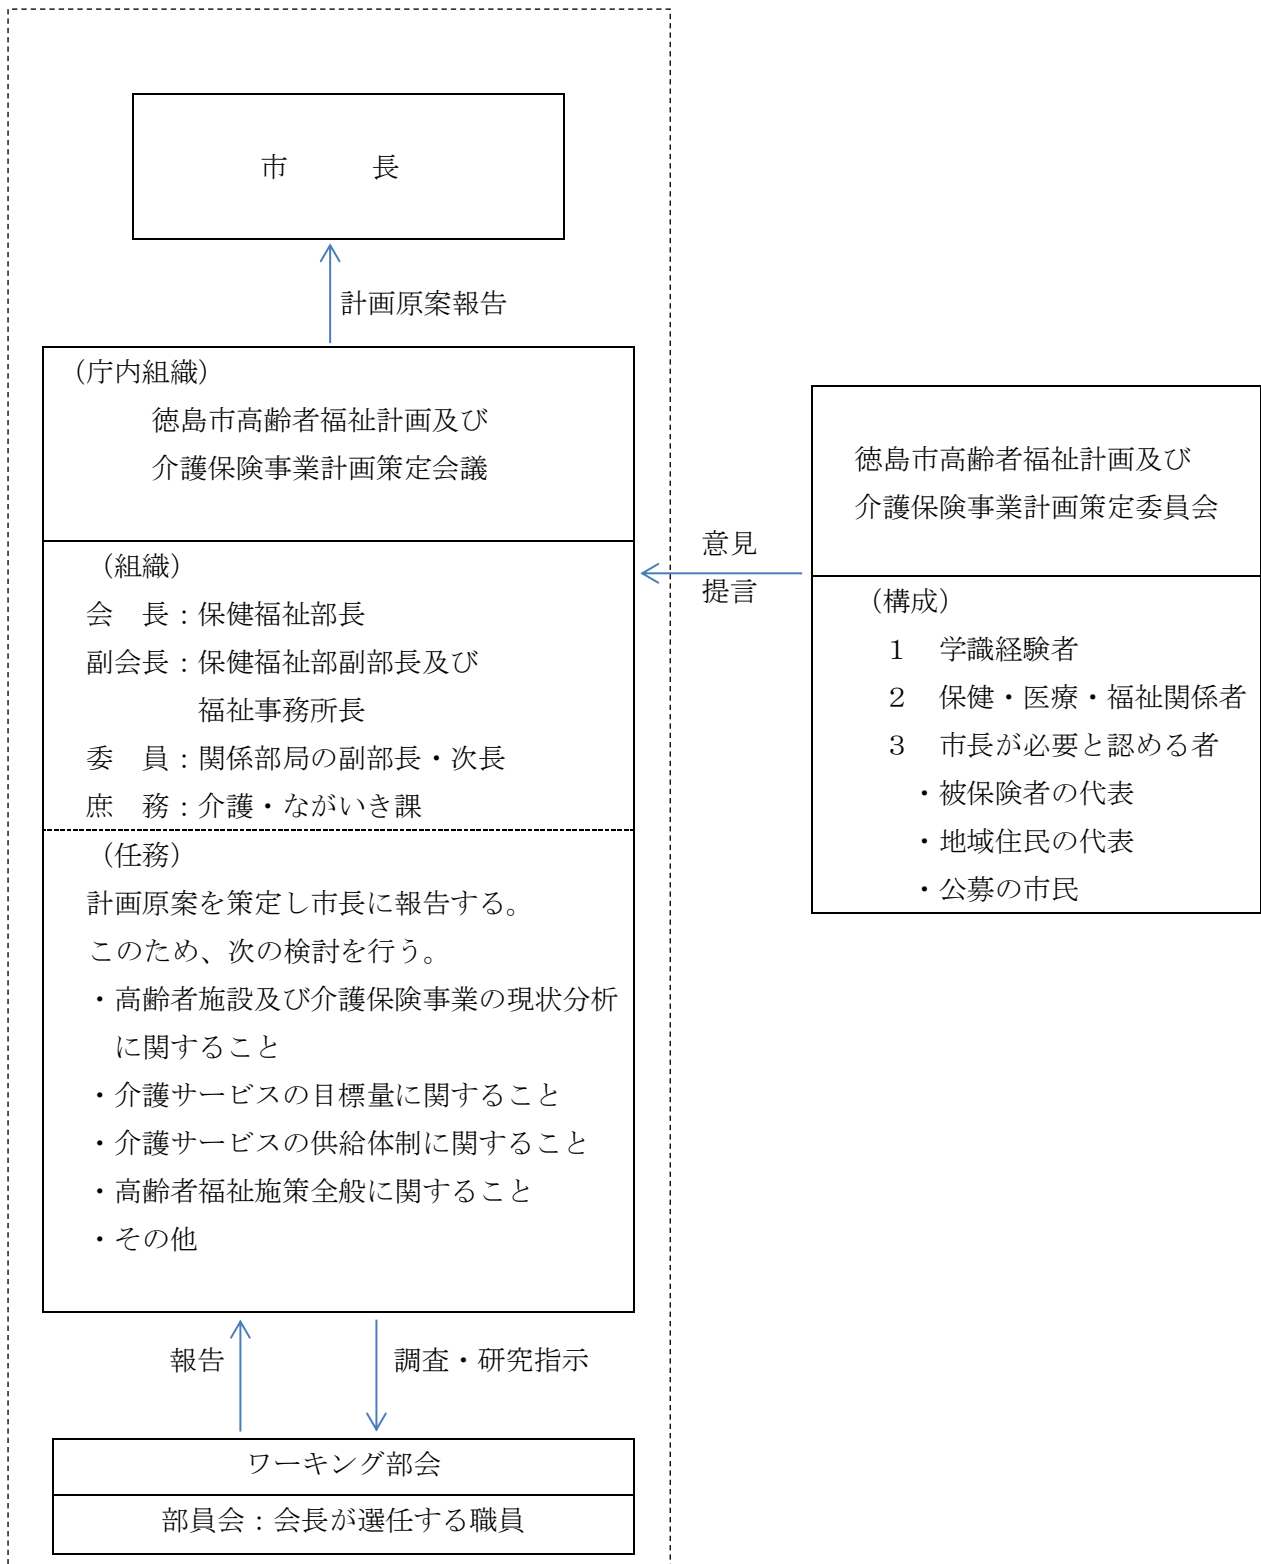 市　　　長
計画原案報告
（庁内組織）
徳島市高齢者福祉計画及び
介護保険事業計画策定会議
（組織）
会　長：保健福祉部長
副会長：保健福祉部副部長及び
福祉事務所長
委　員：関係部局の副部長・次長
庶　務：介護・ながいき課
（任務）
計画原案を策定し市長に報告する。
このため、次の検討を行う。
・高齢者施設及び介護保険事業の現状分析
に関すること
・介護サービスの目標量に関すること
・介護サービスの供給体制に関すること
・高齢者福祉施策全般に関すること
・その他
意見
提言
徳島市高齢者福祉計画及び
介護保険事業計画策定委員会
（構成）
１　学識経験者
２　保健・医療・福祉関係者
３　市長が必要と認める者
・被保険者の代表
・地域住民の代表
・公募の市民
報告
調査・研究指示
ワーキング部会
部員会：会長が選任する職員